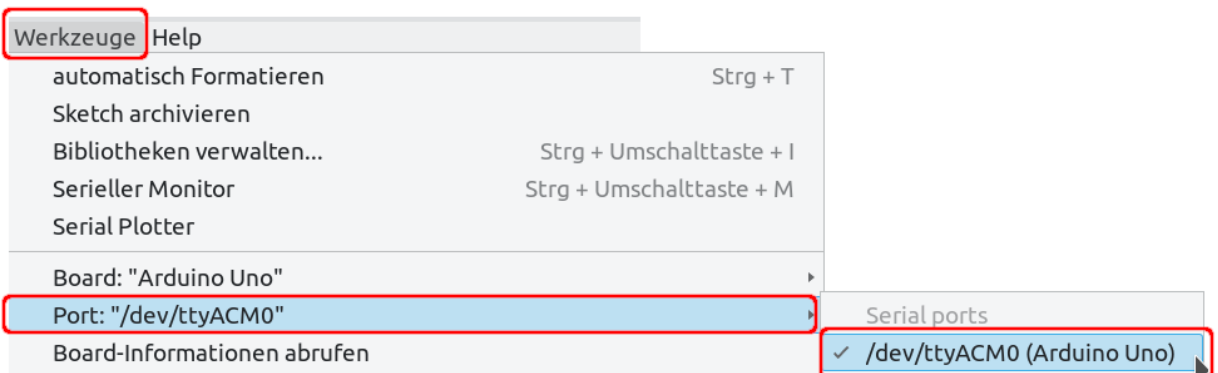 Werkzeuge Help
automatisch Formatieren Strg + T
Sketch archivieren
Bibliotheken verwalten... Strg + Umschalttaste + I
Serieller Monitor Strg + Umschalttaste + M
Serial Plotter
Board: "Arduino Uno"
Port: "/dev/ttyACM0"
Serial ports
Board-Informationen abrufen
/dev/ttyACM0 (Arduino Uno)